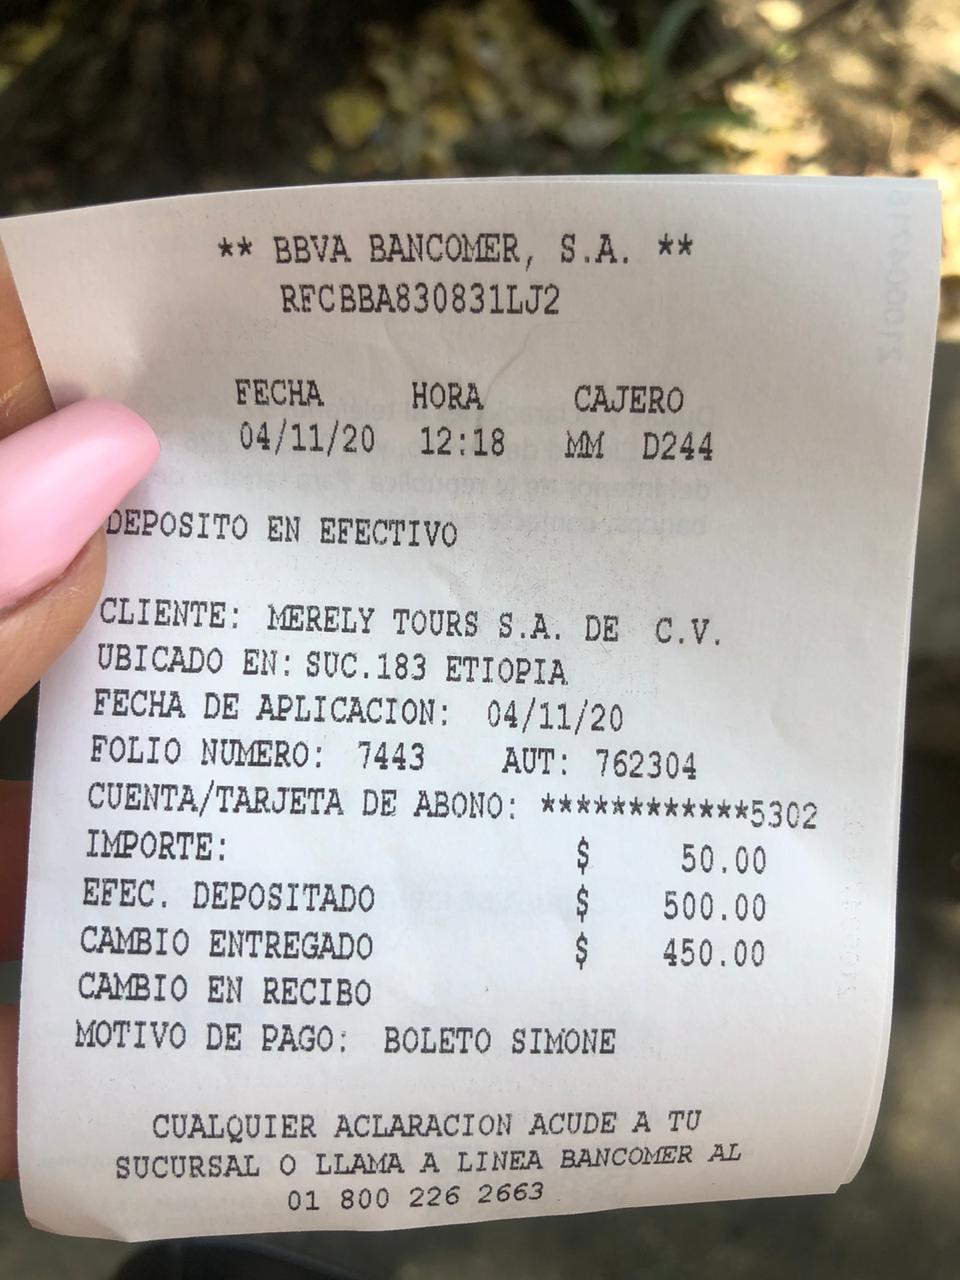 ** BBVA BANCOMER, S.A. **
RFCBBA830831LJ2
FECHA HORA CAJERO
04/11/20 12:18 MM D244
DEPOSITO EN EFECTIVO
CLIENTE: MERELY TOURS S.A. DE C.V.
UBICADO EN: SUC.183 ETIOPIA
FECHA DE APLICACION: 04/11/20
FOLIO NUMERO: 7443 AUT: 762304
CUENTA/TARJETA DE ABONO: ************5302
IMPORTE: $ 50.00
EFEC. DEPOSITADO $ 500.00
CAMBIO ENTREGADO $ 450.00
CAMBIO EN RECIBO
MOTIVO DE PAGO: BOLETO SIMONE
CUALQUIER ACLARACION ACUDE A TU
SUCURSAL O LLAMA A LINEA BANCOMER AL
01 800 226 2663